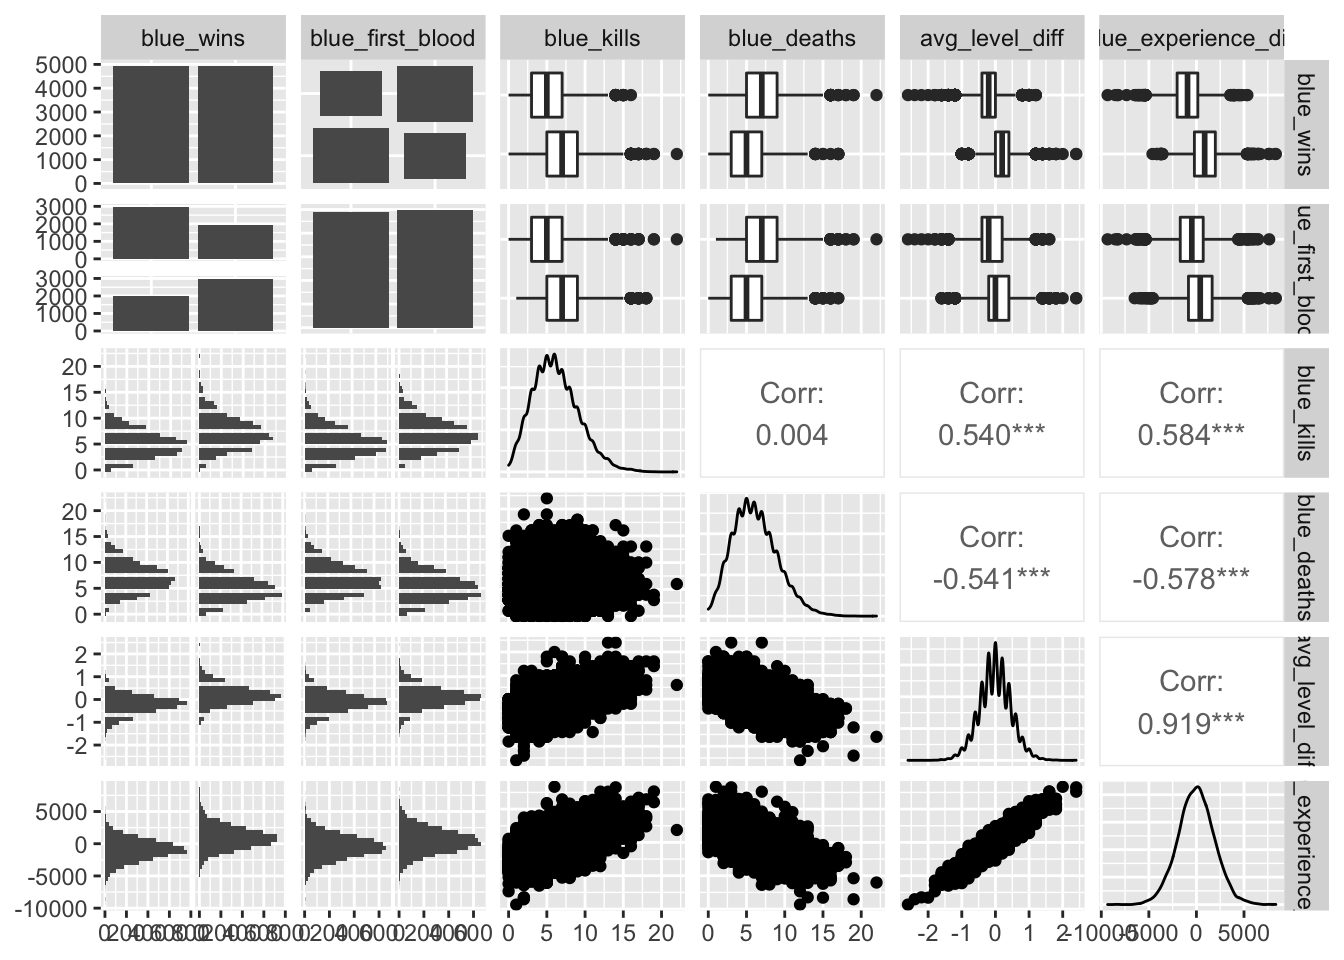 blue_wins blue_first_blood blue_kills blue_deaths avg_level_diff lue_experience_di
5000
4000
3000
2000
1000
0
blue_wins
3000
2000
1000
0
3000
2000
1000
0
ue_first_bloo
20
15
10
5
0
Corr:
0.004
Corr:
0.540***
Corr:
0.584***
blue_kills
20
15
10
5
0
Corr:
-0.541***
Corr:
-0.578***
blue_deaths
2
1
0
-1
-2
Corr:
0.919***
avg_level_dif
5000
0
-5000
-10000
_experience_
0 5 10 15 20 0 5 10 15 20 -2 -1 0 1 2 -10000 -5000 0 5000